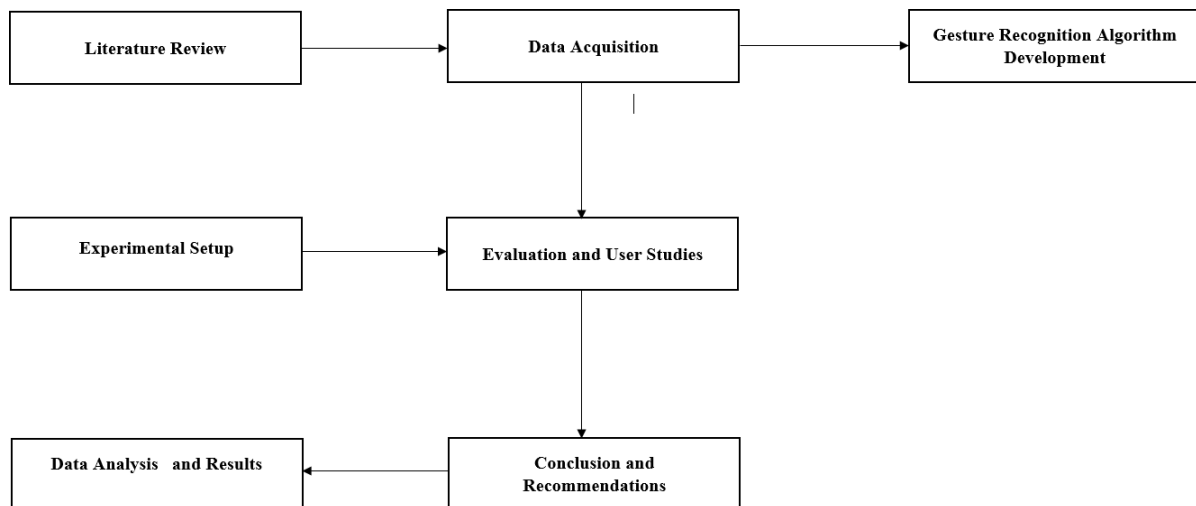 Literature Review
Data Acquisition
Gesture Recognition Algorithm
Development
Experimental Setup
Evaluation and User Studies
Data Analysis and Results
Conclusion and
Recommendations